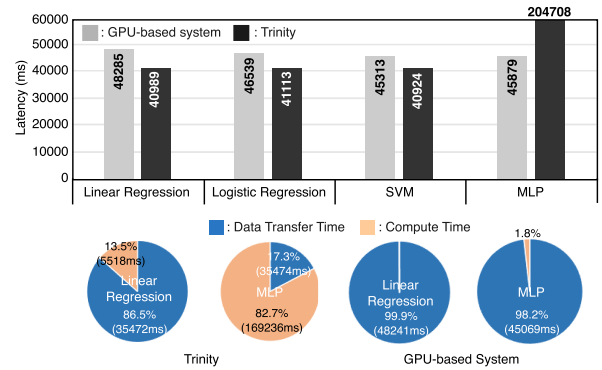 204708
60000
50000
40000
30000
20000
10000
0
Latency (ms)
: GPU-based system
: Trinity
48285
40989
46539
41113
45313
40924
45879
Linear Regression
Logistic Regression
SVM
MLP
: Data Transfer Time
: Compute Time
13.5%
(5518ms)
Linear
Regression
86.5%
(35472ms)
17.3%
(35474ms)
MLP
82.7%
(169236ms)
Linear
Regression
99.9%
(48241ms)
1.8%
MLP
98.2%
(45069ms)
Trinity
GPU-based System